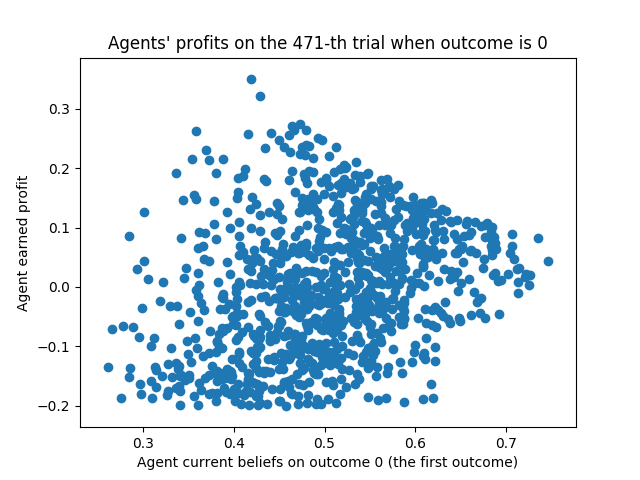 Agents' profits on the 471-th trial when outcome is 0
0.3
0.2
0.1
0.0
−0.1
−0.2
Agent earned profit
0.3 0.4 0.5 0.6 0.7
Agent current beliefs on outcome 0 (the first outcome)